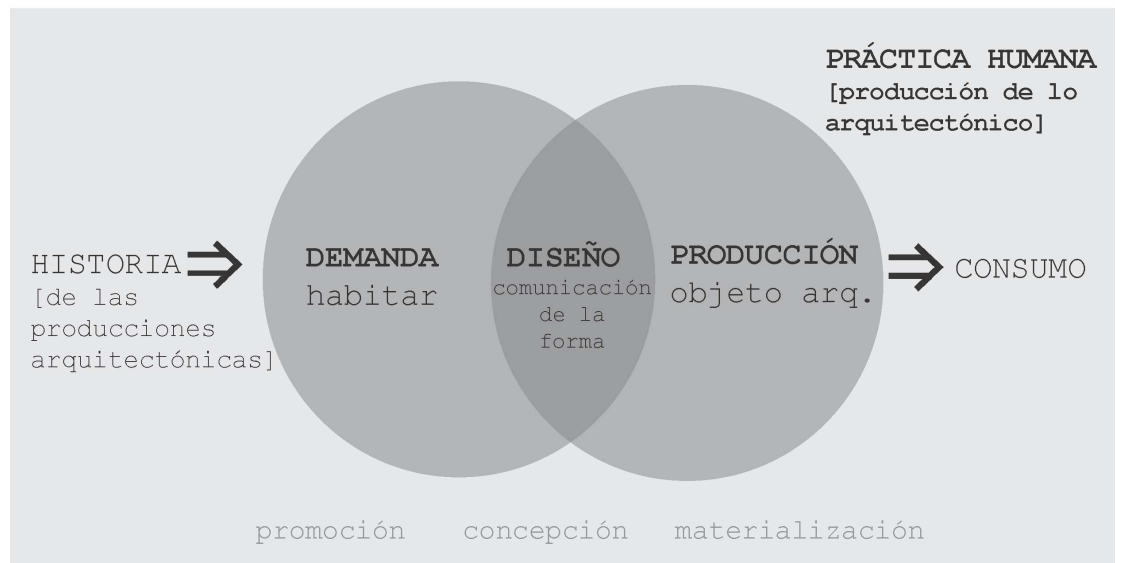 PRÁCTICA HUMANA
[producción de lo
arquitectónico]
HISTORIA
[de las
producciones
arquitectónicas]
DEMANDA
habitar
DISEÑO
comunicación
de la
forma
PRODUCCIÓN
objeto arq.
CONSUMO
promoción
concepción
materialización